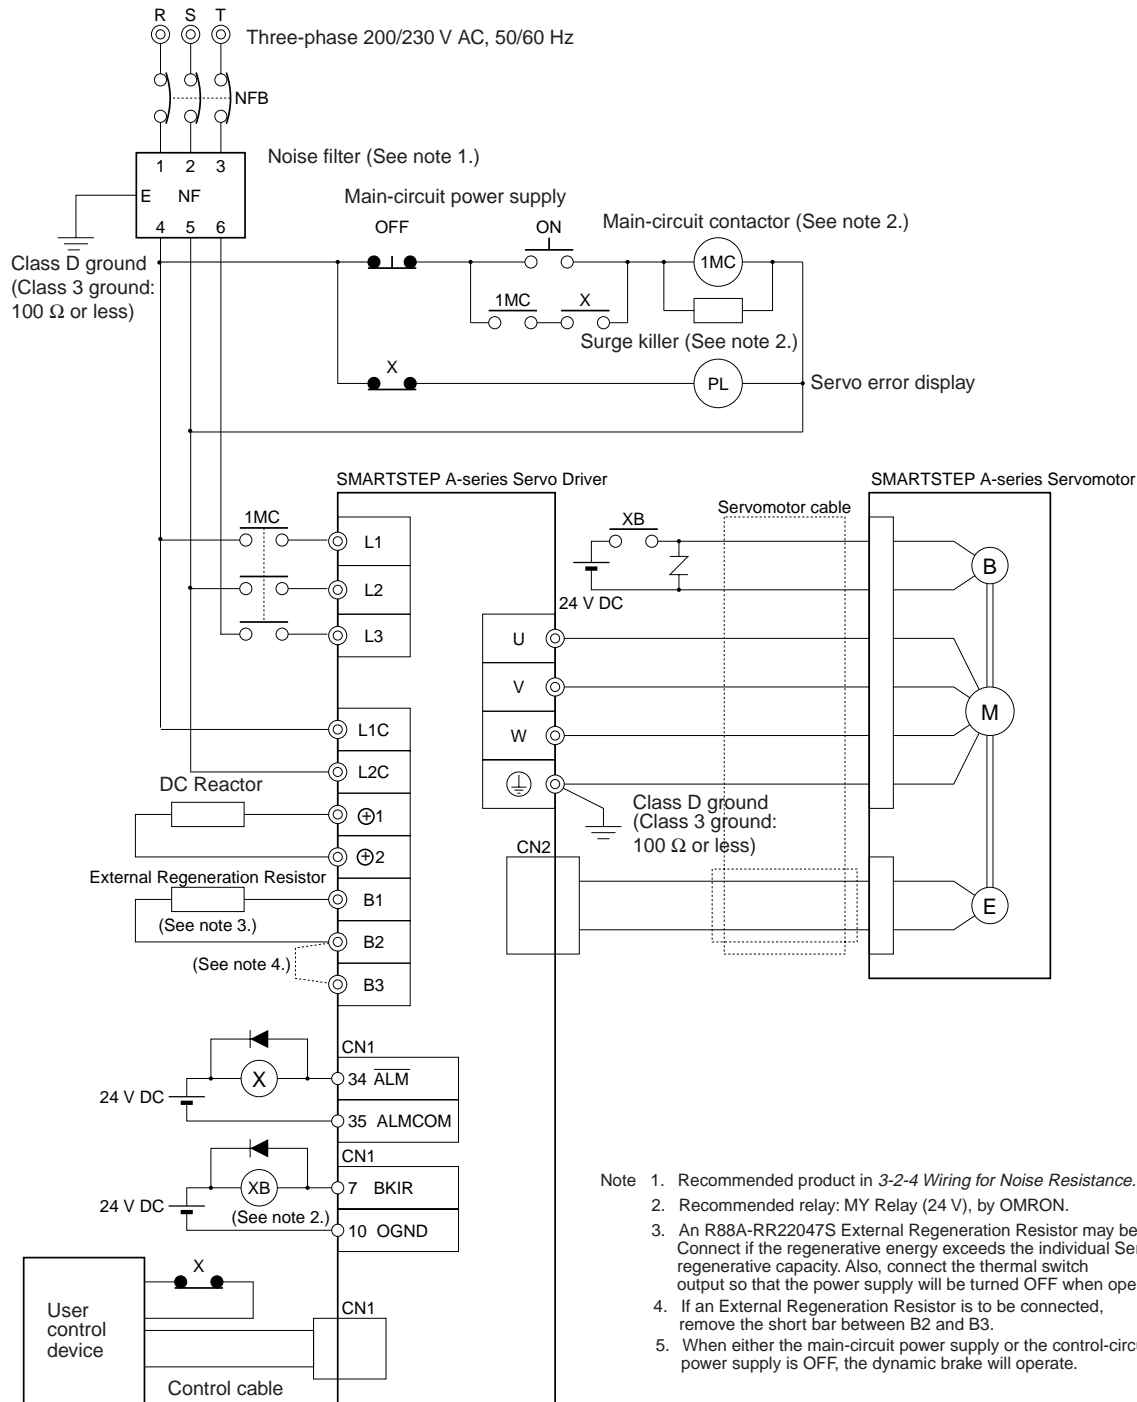 R S T
Three-phase 200/230 V AC, 50/60 Hz
NFB
Noise filter (See note 1.)
1 2 3
E NF
4 5 6
Main-circuit power supply
OFF ON
Main-circuit contactor (See note 2.)
1MC
Class D ground
(Class 3 ground:
100 Ω or less)
1MC X
Surge killer (See note 2.)
X
PL
Servo error display
SMARTSTEP A-series Servo Driver
SMARTSTEP A-series Servomotor
1MC
L1
L2
L3
XB
Servomotor cable
24 V DC
B
U
V
W
M
L1C
L2C
DC Reactor
⊕1
⊕2
Class D ground
(Class 3 ground:
100 Ω or less)
CN2
E
External Regeneration Resistor
(See note 3.)
B1
B2
(See note 4.)
B3
CN1
X
24 V DC
34 ALM
35 ALMCOM
CN1
XB
24 V DC
(See note 2.)
7 BKIR
10 OGND
X
User
control
device
CN1
Control cable
Note 1. Recommended product in 3-2-4 Wiring for Noise Resistance.
2. Recommended relay: MY Relay (24 V), by OMRON.
3. An R88A-RR22047S External Regeneration Resistor may be
Connect if the regenerative energy exceeds the individual Ser
regenerative capacity. Also, connect the thermal switch
output so that the power supply will be turned OFF when ope
4. If an External Regeneration Resistor is to be connected,
remove the short bar between B2 and B3.
5. When either the main-circuit power supply or the control-circu
power supply is OFF, the dynamic brake will operate.